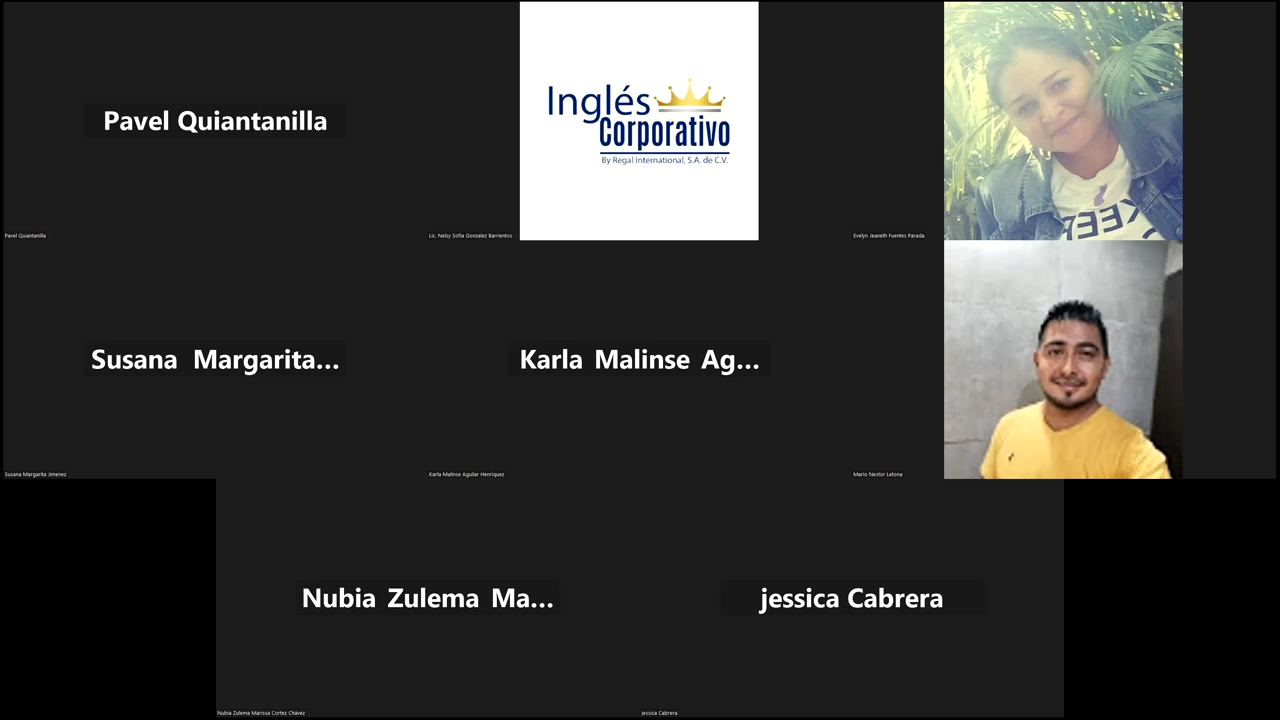 Pavel Quiantanilla
Inglés
Corporativo
By Regal International, S.A. de C.V.
Pavel Quiantanilla
Lic. Nelsy Sofia Gonzalez Barrientos
Evelyn Jeaneth Fuentes Parada
Susana Margarita...
Karla Malinse Ag...
Susana Margarita Jimenez
Karla Malinse Aguilar Henriquez
Mario Nestor Letona
Nubia Zulema Ma...
jessica Cabrera
Nubia Zulema Marissa Cortez Chávez
jessica Cabrera